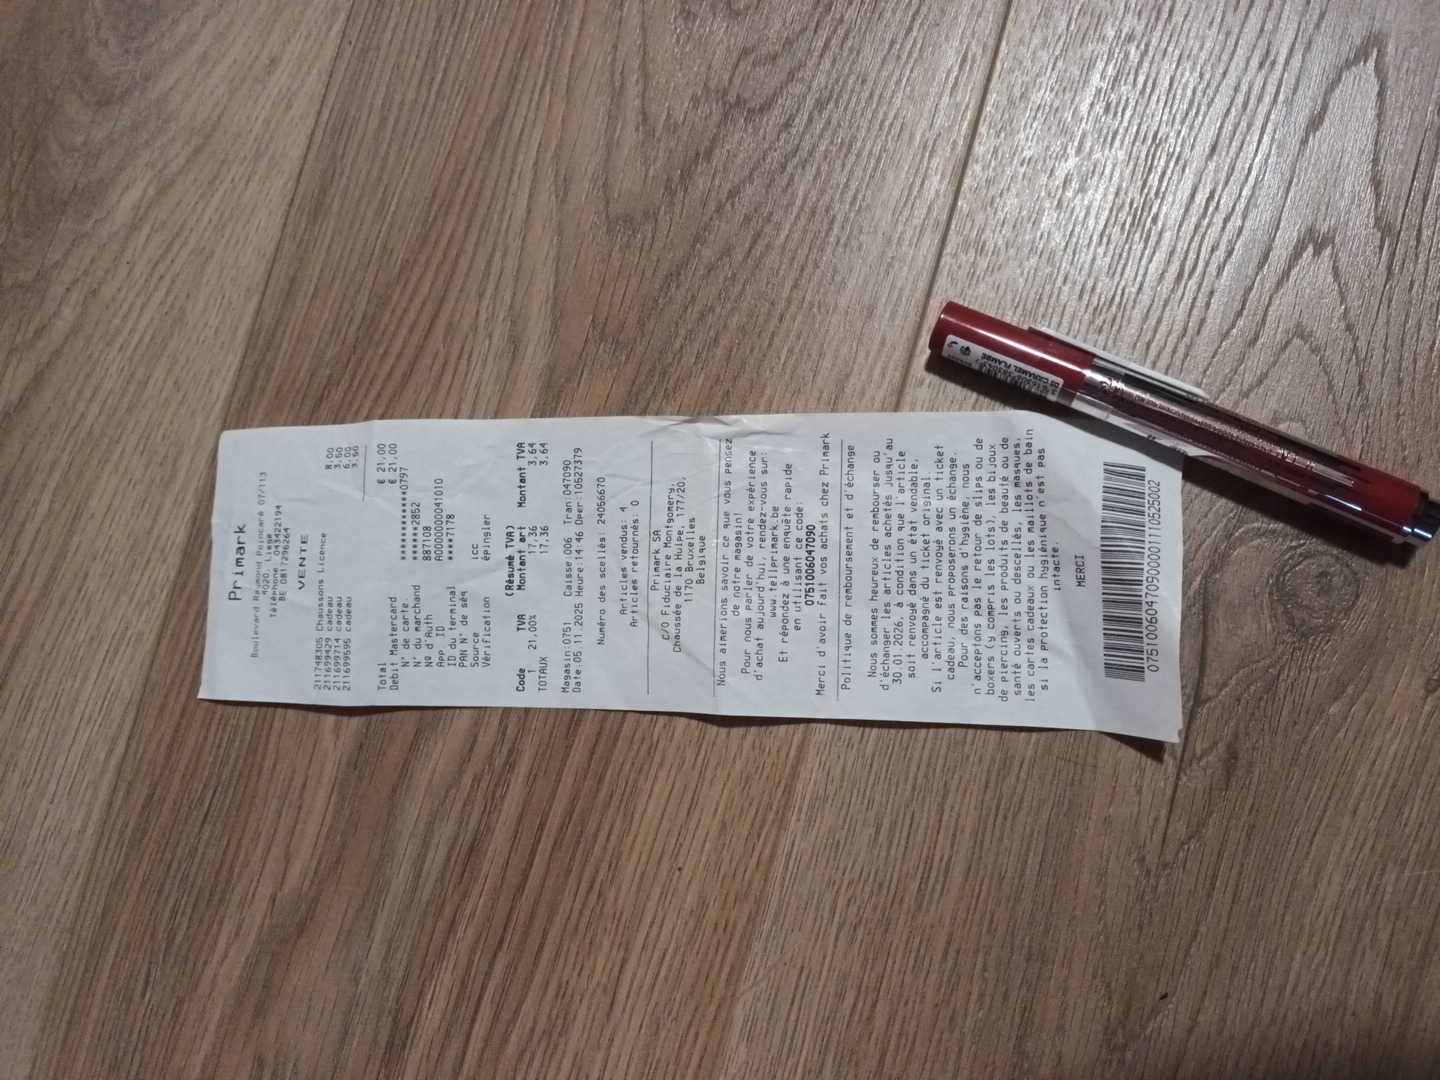 Primark
Boulevard Raymond Poincaré 07/113
4020, Liege
Téléphone 043422194
BE 0817296264
VENTE
211748305 Chaussons Licence 8,00
211699429 cadeau 3,50
211699714 cadeau 6,00
211699595 cadeau 3,50
Total € 21,00
Debit Mastercard € 21,00
N° de carte ************0797
N° du marchand ******2852
Nº d'Auth 887108
App. ID A0000000041010
ID du terminal ****7178
PAN N° de séq
Source icc
Vérification épingler
(Résumé TVA)
Code TVA Montant art Montant TVA
1 21,00% 17,36 3,64
TOTAUX 17,36 3,64
Magasin:0751 Caisse:006 Tran:047090
Date:05.11.2025 Heure:14:46 Oper:10527379
Numéro des scellés: 24056670
Articles vendus: 4
Articles retournés: 0
Primark SA
C/O Fiduciaire Montgomery,
Chaussée de la Hulpe, 177/20,
1170 Bruxelles
Belgique
Nous aimerions savoir ce que vous pensez
de notre magasin!
Pour nous parler de votre expérience
d'achat aujourd'hui, rendez-vous sur:
www.tellprimark.be
Et répondez à une enquête rapide
en utilisant ce code:
0751006047090
Merci d'avoir fait vos achats chez Primark
Politique de remboursement et d'échange
Nous sommes heureux de rembourser ou
d'échanger les articles achetés jusqu'au
30.01.2026, à condition que l'article
soit renvoyé dans un état vendable,
accompagné du ticket original.
Si l'article est renvoyé avec un ticket
cadeau, nous proposerons un échange.
Pour des raisons d'hygiène, nous
n'acceptons pas le retour de slips ou de
boxers (y compris les lots), les bijoux
de piercing, les produits de beauté ou de
santé ouverts ou descellés, les masques,
les cartes cadeaux ou les maillots de bain
si la protection hygiénique n'est pas
intacte.
MERCI
075100604709000011110525002
02 CARAMEL FLAMBÉ